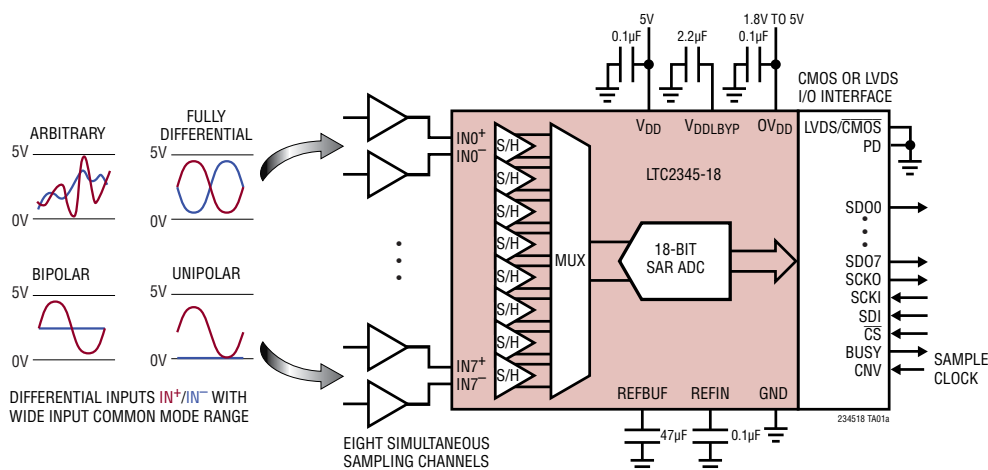 5V
1.8V TO 5V
0.1µF
2.2µF
0.1µF
CMOS OR LVDS
I/O INTERFACE
ARBITRARY
FULLY
DIFFERENTIAL
5V
0V
5V
0V
BIPOLAR
UNIPOLAR
5V
0V
5V
0V
DIFFERENTIAL INPUTS IN+/IN– WITH
WIDE INPUT COMMON MODE RANGE
IN0+
IN0–
IN7+
IN7–
EIGHT SIMULTANEOUS
SAMPLING CHANNELS
S/H
S/H
S/H
S/H
S/H
S/H
S/H
S/H
MUX
VDD
VDDLBYP
OVDD
LTC2345-18
18-BIT
SAR ADC
REFBUF
REFIN
GND
47µF
0.1µF
LVDS/CMOS
PD
SDO0
SDO7
SCKO
SCKI
SDI
CS
BUSY
CNV
SAMPLE
CLOCK
234518 TA01a